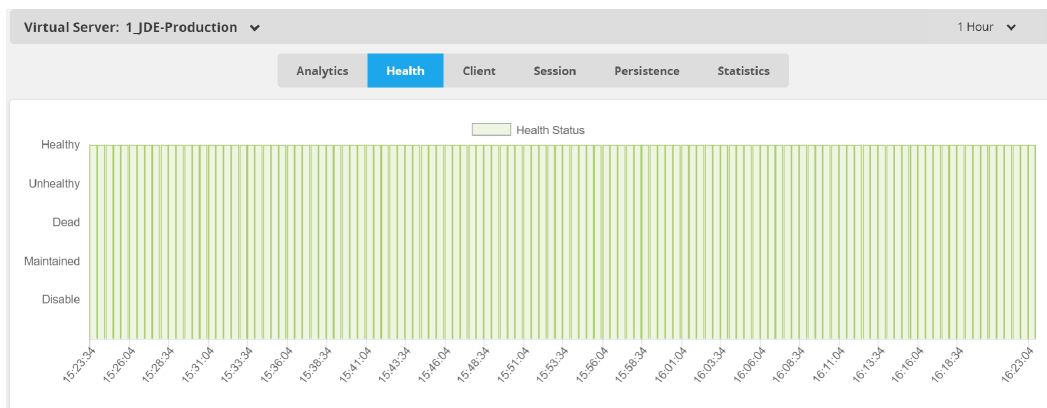 Virtual Server: 1_JDE-Production
1 Hour
Analytics Health Client Session Persistence Statistics
Health Status
Healthy
Unhealthy
Dead
Maintained
Disable
15:23:34 15:26:04 15:28:34 15:31:04 15:33:34 15:36:04 15:38:34 15:41:04 15:43:34 15:46:04 15:48:34 15:51:04 15:53:34 15:56:04 15:58:34 16:01:04 16:03:34 16:06:04 16:08:34 16:11:04 16:13:34 16:16:04 16:18:34 16:23:04